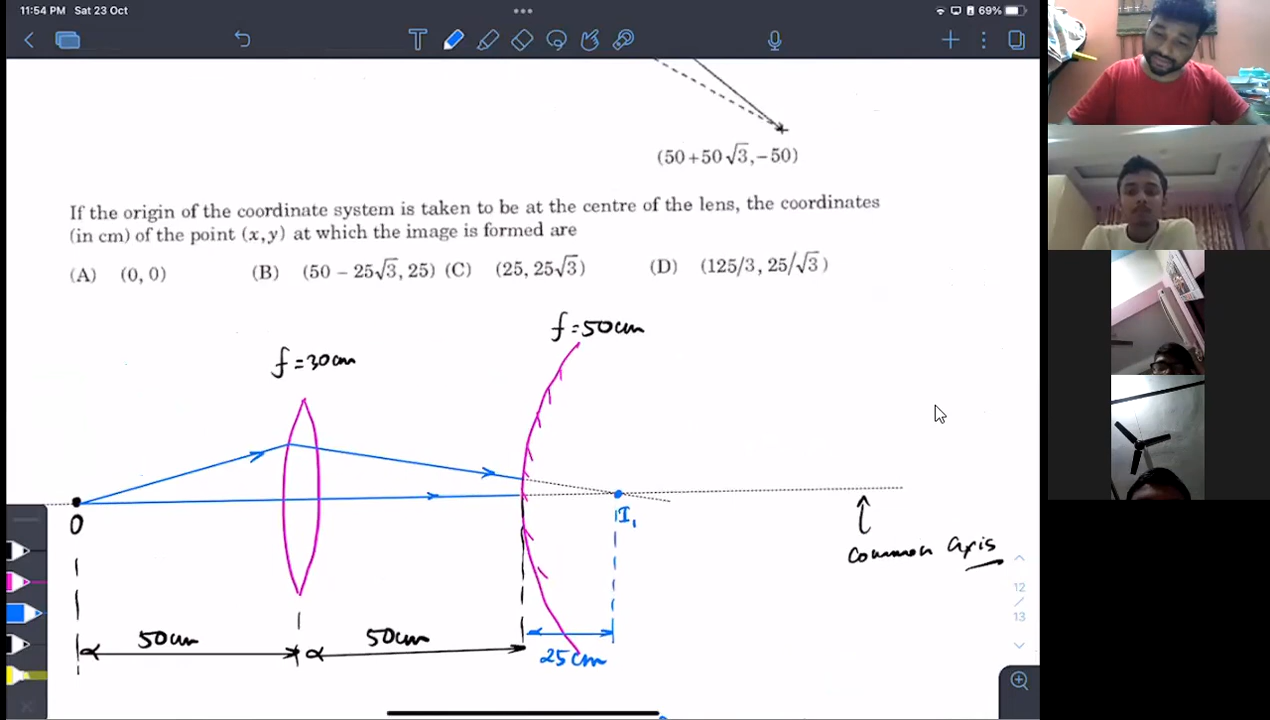 11:54 PM Sat 23 Oct
69%
T
(50+50√3,−50)
If the origin of the coordinate system is taken to be at the centre of the lens, the coordinates
(in cm) of the point (x,y) at which the image is formed are
(A) (0, 0) (B) (50 − 25√3, 25) (C) (25, 25√3) (D) (125/3, 25/√3)
f=50cm
f=30cm
O
I₁
Common axis
50cm
50cm
25cm
12
/
13